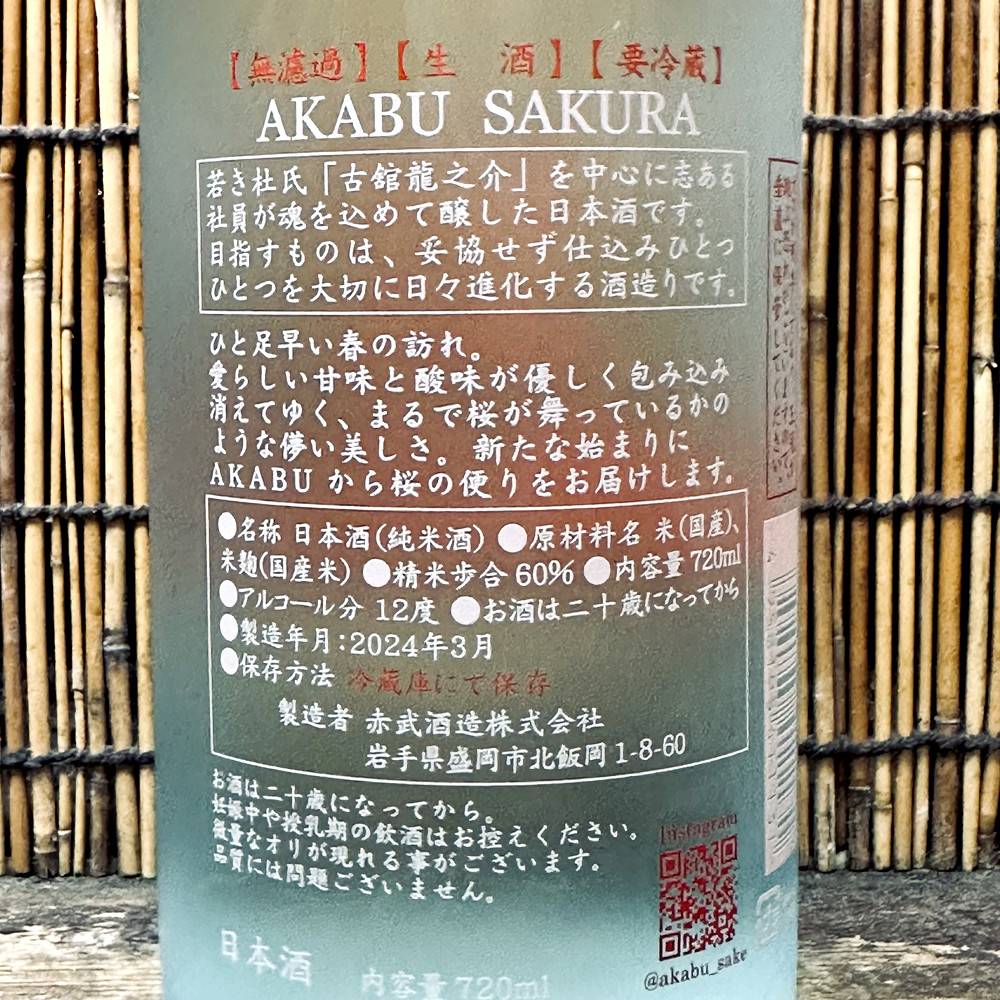 【無濾過】【生　酒】【要冷蔵】
AKABU SAKURA
若き杜氏「古舘龍之介」を中心に志ある
社員が魂を込めて醸した日本酒です。
目指すものは、妥協せず仕込みひとつ
ひとつを大切に日々進化する酒造りです。
ひと足早い春の訪れ。
愛らしい甘味と酸味が優しく包み込み
消えてゆく、まるで桜が舞っているかの
ような儚い美しさ。新たな始まりに
AKABUから桜の便りをお届けします。
●名称 日本酒(純米酒) ●原材料名 米(国産)、
米麹(国産米) ●精米歩合 60% ●内容量 720ml
●アルコール分 12度 ●お酒は二十歳になってから
●製造年月:2024年3月
●保存方法 冷蔵庫にて保存
製造者 赤武酒造株式会社
岩手県盛岡市北飯岡1-8-60
お酒は二十歳になってから。
妊娠中や授乳期の飲酒はお控えください。
微量なオリが現れる事がございます。
品質には問題ございません。
Instagram
@akabu_sake
日本酒 内容量 720ml